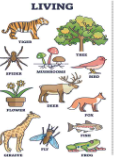 LIVING
TIGER
TREE
SPIDER
MUSHROOMS
BIRD
FLOWER
DEER
FOX
FISH
GIRAFFE
FLY
FROG